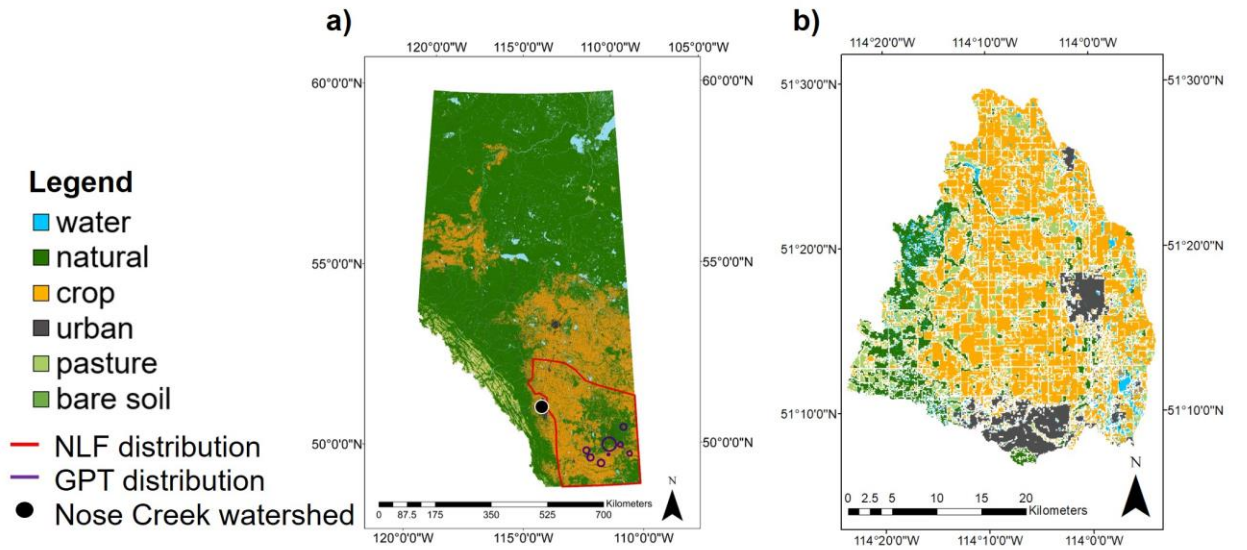 a)
120°0'0"W 115°0'0"W 110°0'0"W 105°0'0"W
60°0'0"N
60°0'0"N
55°0'0"N
55°0'0"N
50°0'0"N
50°0'0"N
0 87.5 175 350 525 700 Kilometers
N
120°0'0"W 115°0'0"W 110°0'0"W
b)
114°20'0"W 114°10'0"W 114°0'0"W
51°30'0"N
51°30'0"N
51°20'0"N
51°20'0"N
51°10'0"N
51°10'0"N
0 2.5 5 10 15 20 Kilometers
N
114°20'0"W 114°10'0"W 114°0'0"W
Legend
water
natural
crop
urban
pasture
bare soil
NLF distribution
GPT distribution
Nose Creek watershed